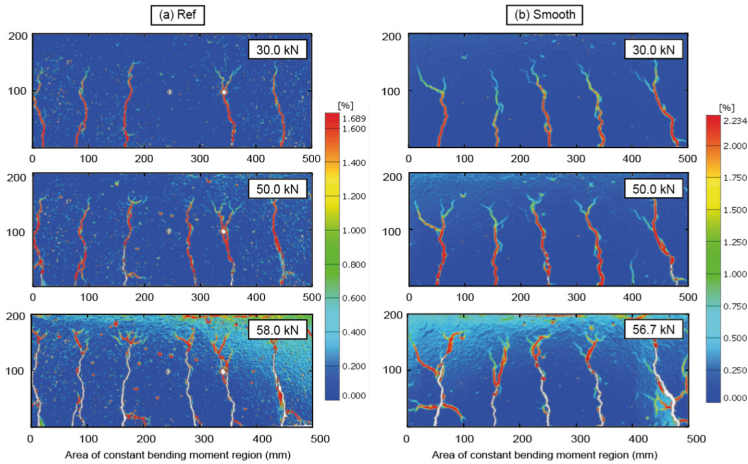 (a) Ref
(b) Smooth
200
100
30.0 kN
0 100 200 300 400 500
200
100
50.0 kN
0 100 200 300 400 500
200
100
58.0 kN
0 100 200 300 400 500
Area of constant bending moment region (mm)
[%]
1.689
1.400
1.200
1.000
0.800
0.600
0.400
0.200
0.000
200
100
30.0 kN
0 100 200 300 400 500
200
100
50.0 kN
0 100 200 300 400 500
200
100
56.7 kN
0 100 200 300 400 500
Area of constant bending moment region (mm)
[%]
2.234
2.000
1.750
1.500
1.250
1.000
0.750
0.500
0.250
0.000